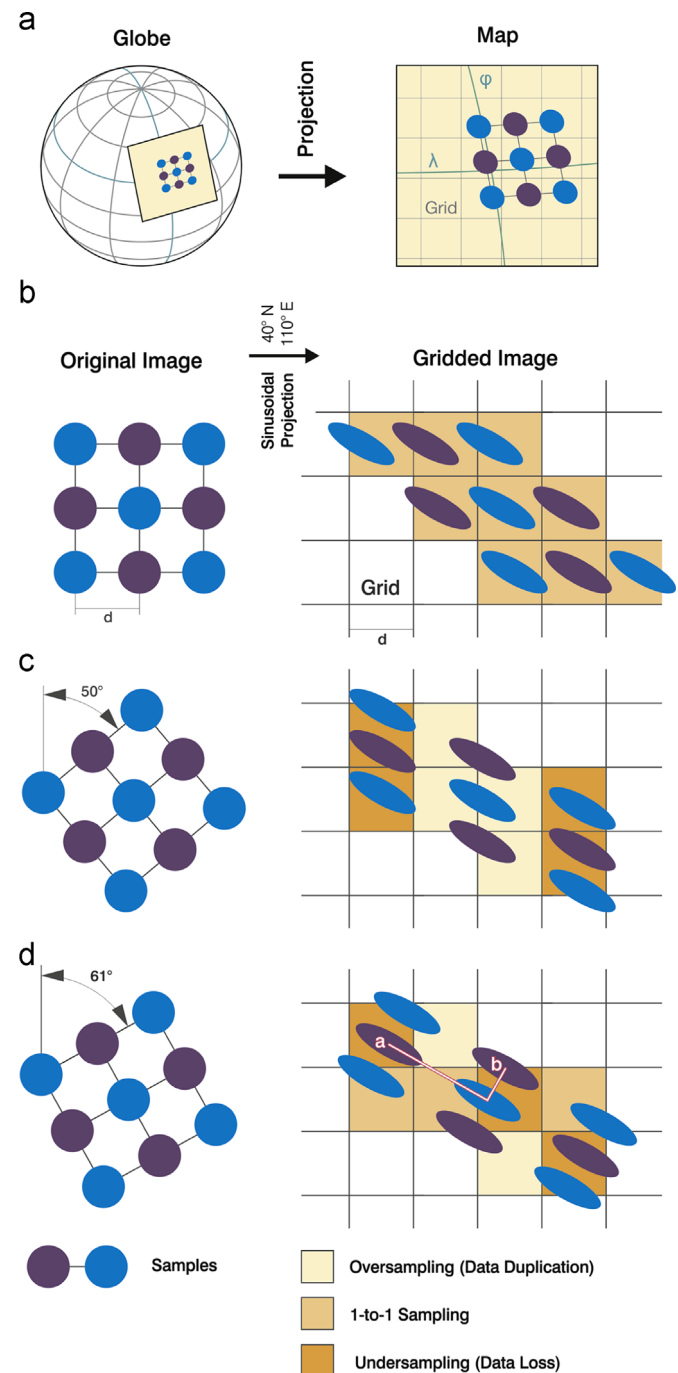 a
Globe
Projection
Map
φ
λ
Grid
b
Original Image
40° N
110° E
Sinusoidal
Projection
Gridded Image
d
Grid
d
c
50°
d
61°
a
b
Samples
Oversampling (Data Duplication)
1-to-1 Sampling
Undersampling (Data Loss)